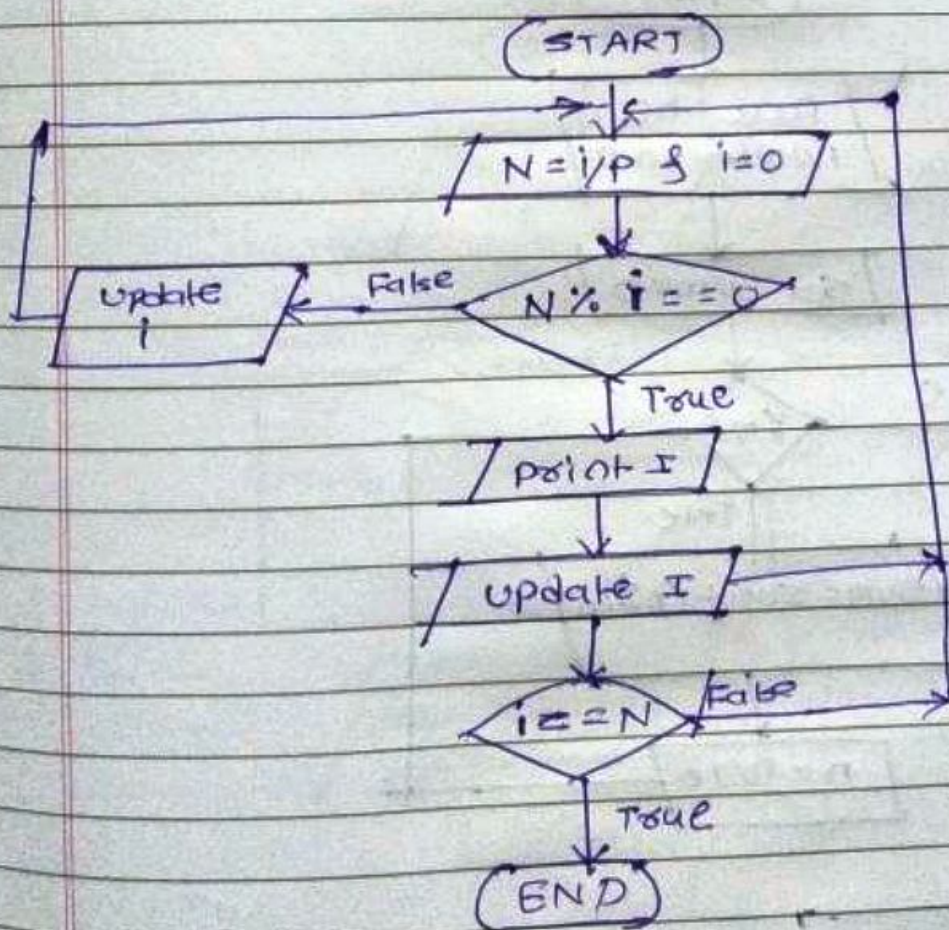 START
N = i/P & i=0
False
N % i == 0
update
i
True
print I
update I
i==N
False
True
END